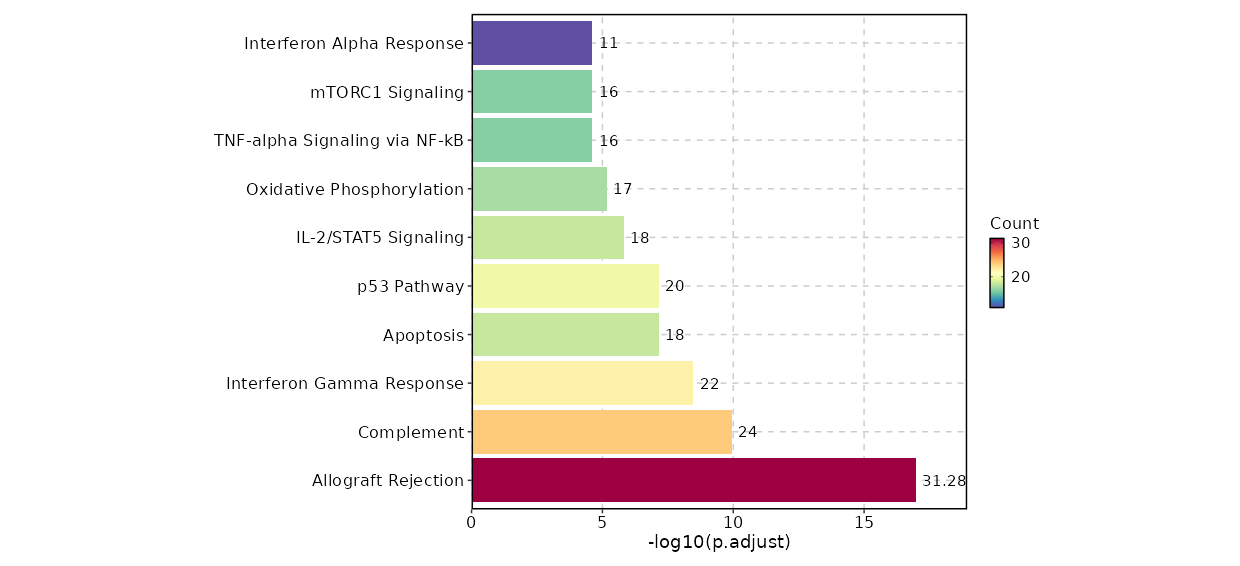 Interferon Alpha Response 11
mTORC1 Signaling 16
TNF-alpha Signaling via NF-kB 16
Oxidative Phosphorylation 17
IL-2/STAT5 Signaling 18
p53 Pathway 20
Apoptosis 18
Interferon Gamma Response 22
Complement 24
Allograft Rejection 31.28
0 5 10 15
-log10(p.adjust)
Count
30
20